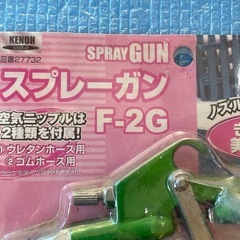 KENOH
品番27732
SPRAY GUN
スプレーガン
F-2G
空気ニップルは
2種類を付属!
①ウレタンホース用
②ゴムホース用
ノズル